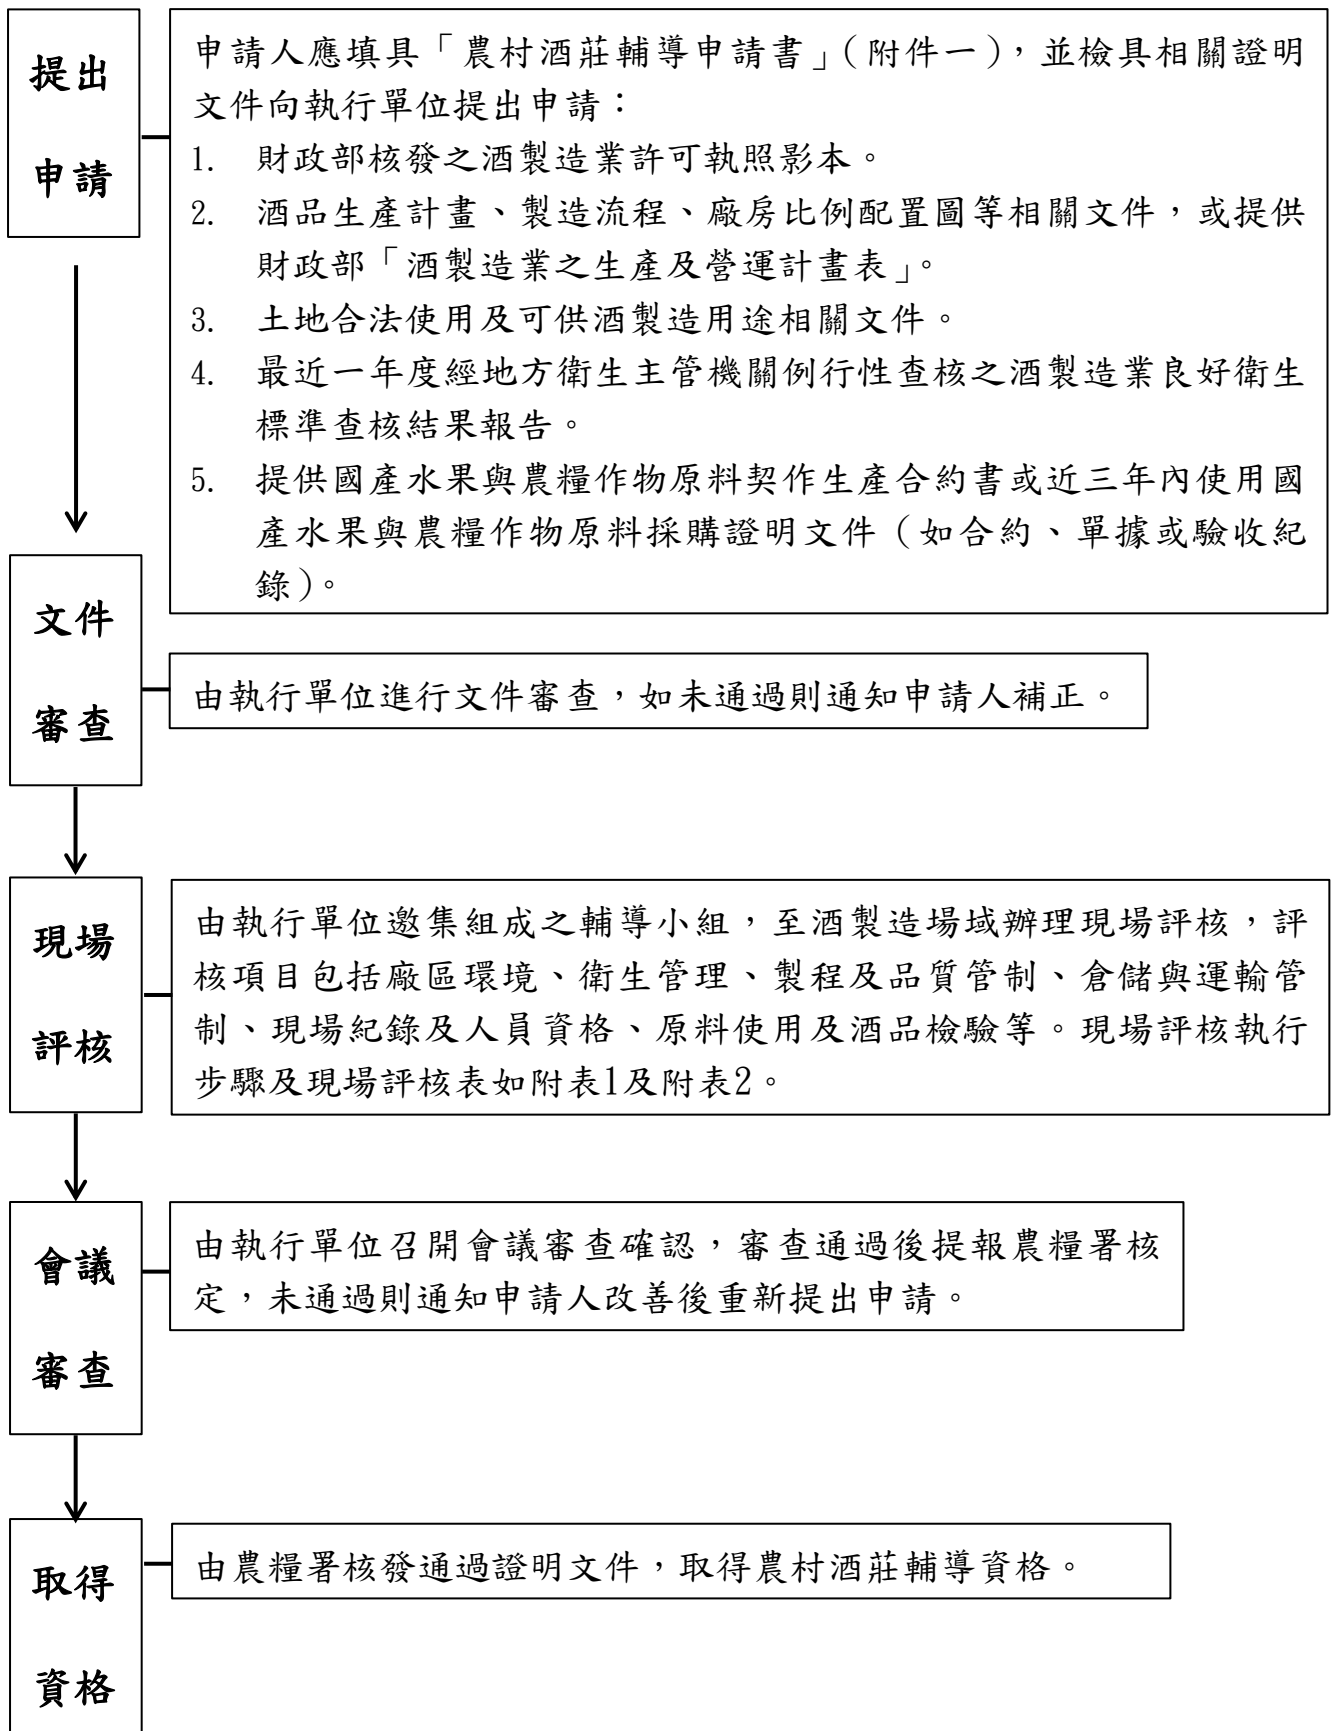 提出
申請
申請人應填具「農村酒莊輔導申請書」(附件一)，並檢具相關證明
文件向執行單位提出申請：
1. 財政部核發之酒製造業許可執照影本。
2. 酒品生產計畫、製造流程、廠房比例配置圖等相關文件，或提供
財政部「酒製造業之生產及營運計畫表」。
3. 土地合法使用及可供酒製造用途相關文件。
4. 最近一年度經地方衛生主管機關例行性查核之酒製造業良好衛生
標準查核結果報告。
5. 提供國產水果與農糧作物原料契作生產合約書或近三年內使用國
產水果與農糧作物原料採購證明文件（如合約、單據或驗收紀
錄）。
文件
審查
由執行單位進行文件審查，如未通過則通知申請人補正。
現場
評核
由執行單位邀集組成之輔導小組，至酒製造場域辦理現場評核，評
核項目包括廠區環境、衛生管理、製程及品質管制、倉儲與運輸管
制、現場紀錄及人員資格、原料使用及酒品檢驗等。現場評核執行
步驟及現場評核表如附表1及附表2。
會議
審查
由執行單位召開會議審查確認，審查通過後提報農糧署核
定，未通過則通知申請人改善後重新提出申請。
取得
資格
由農糧署核發通過證明文件，取得農村酒莊輔導資格。